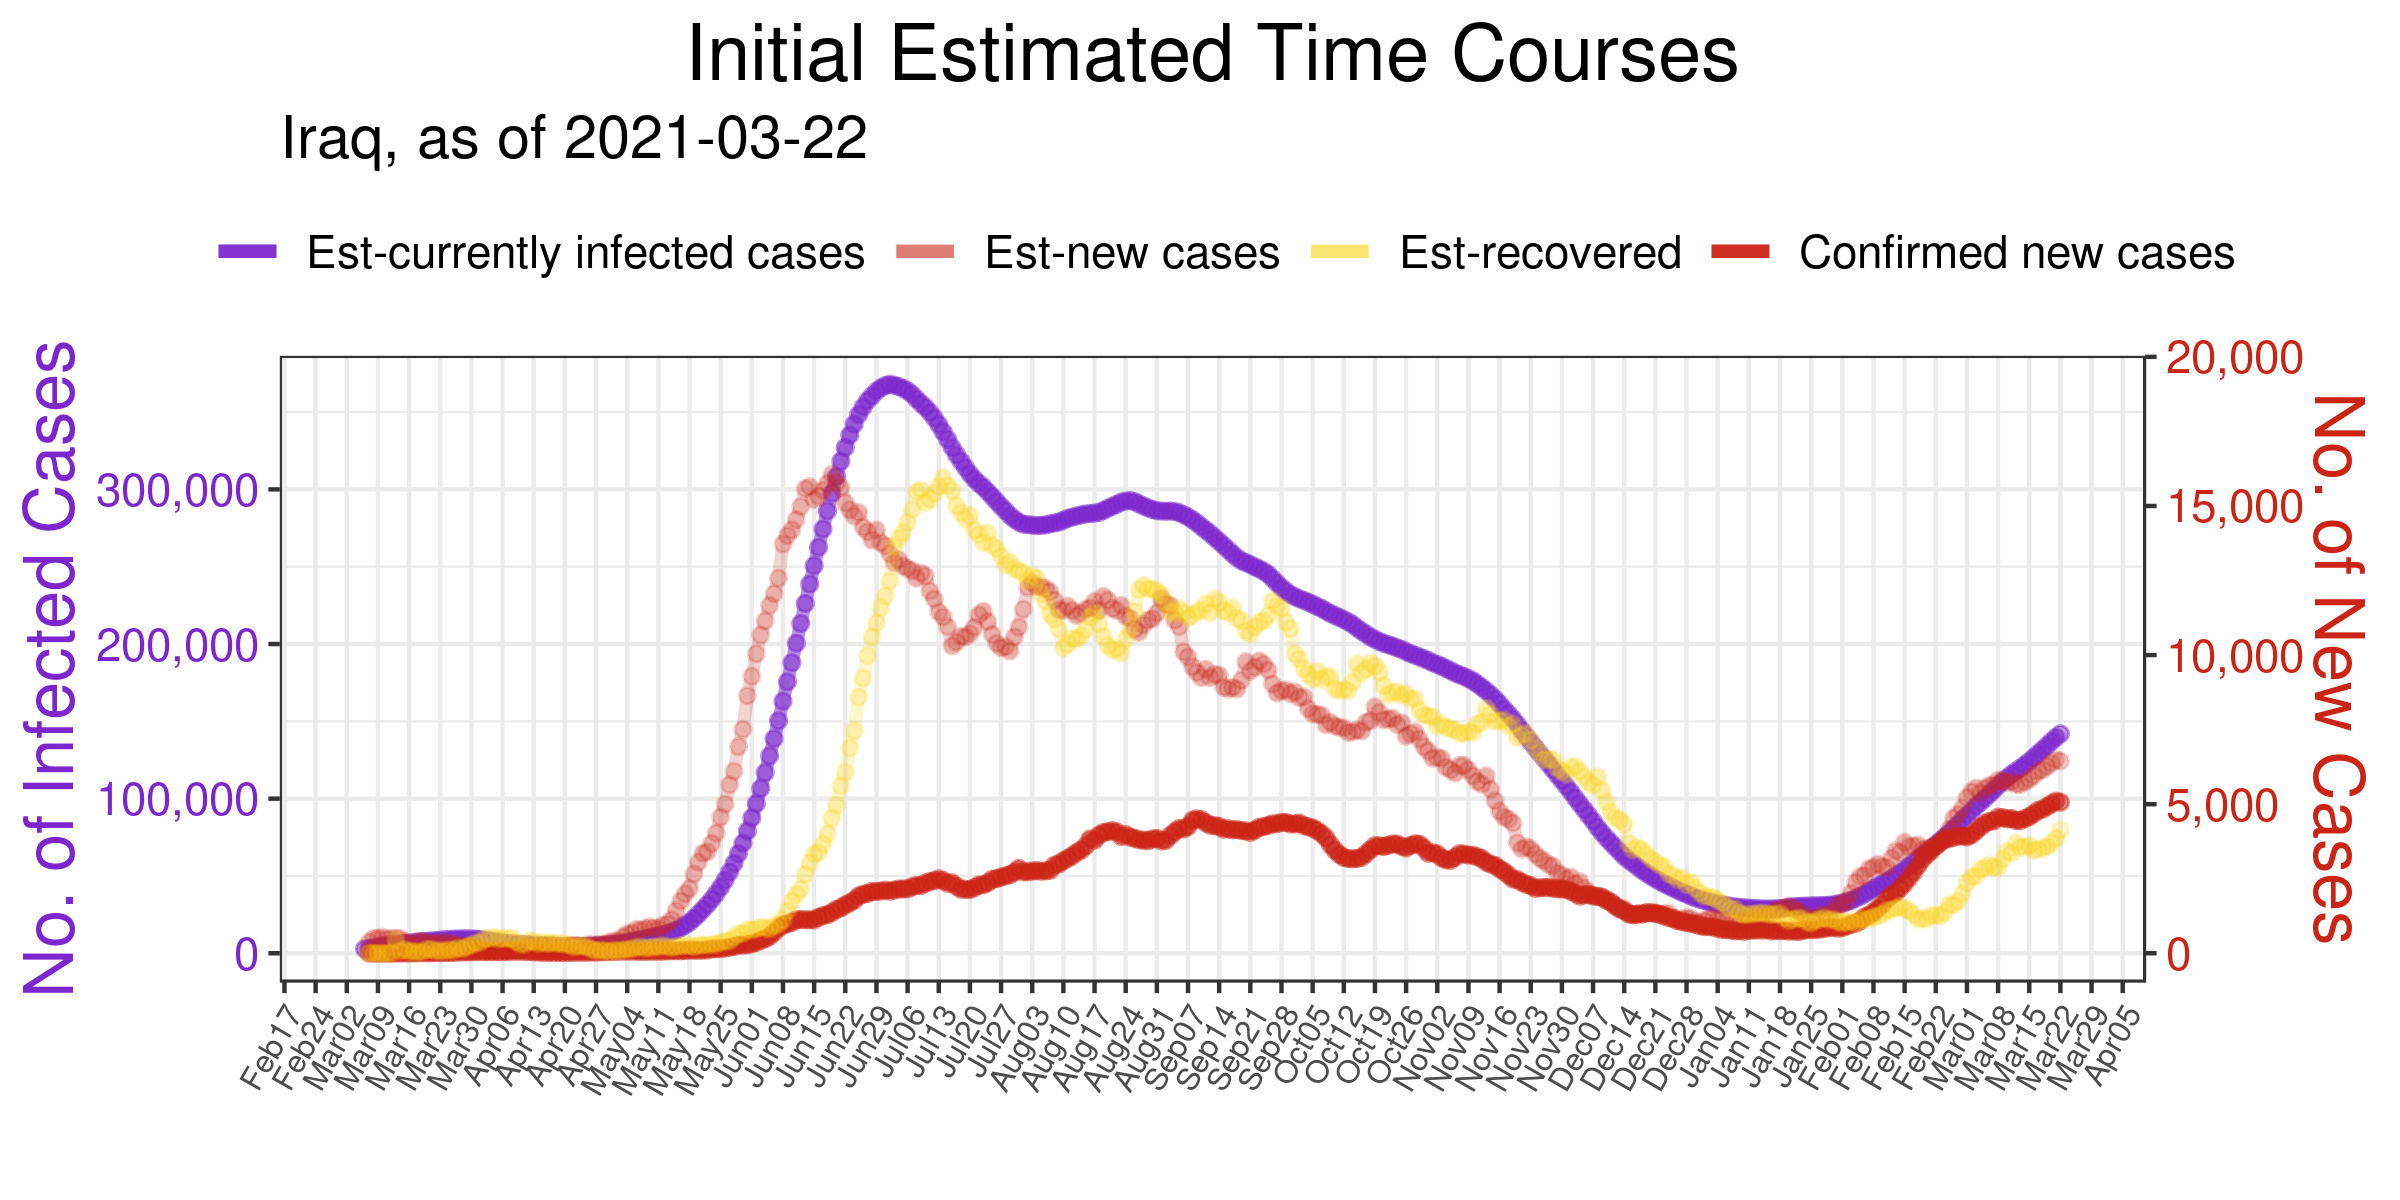 Initial Estimated Time Courses
Iraq, as of 2021-03-22
Est-currently infected cases Est-new cases Est-recovered Confirmed new cases
No. of Infected Cases
300,000
200,000
100,000
0
20,000
15,000
10,000
5,000
0
No. of New Cases
Feb17 Feb24 Mar02 Mar09 Mar16 Mar23 Mar30 Apr06 Apr13 Apr20 Apr27 May04 May11 May18 May25 Jun01 Jun08 Jun15 Jun22 Jun29 Jul06 Jul13 Jul20 Jul27 Aug03 Aug10 Aug17 Aug24 Aug31 Sep07 Sep14 Sep21 Sep28 Oct05 Oct12 Oct19 Oct26 Nov02 Nov09 Nov16 Nov23 Nov30 Dec07 Dec14 Dec21 Dec28 Jan04 Jan11 Jan18 Jan25 Feb01 Feb08 Feb15 Feb22 Mar01 Mar08 Mar15 Mar22 Mar29 Apr05